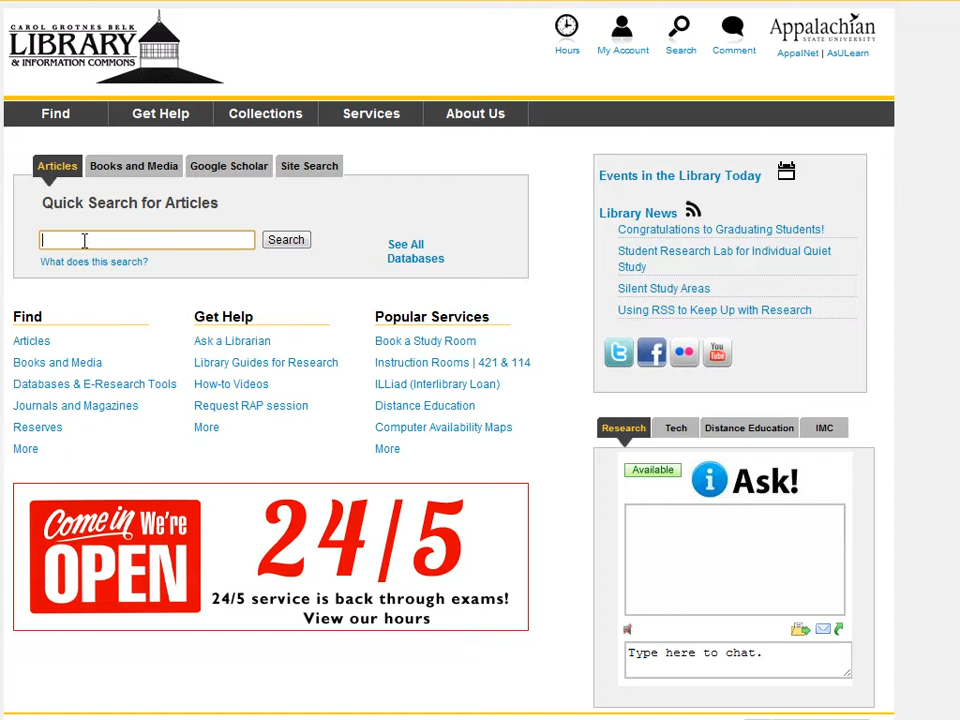 CAROL GROTNES BELK
LIBRARY
& INFORMATION COMMONS
Hours
My Account
Search
Comment
Appalachian
STATE UNIVERSITY
AppalNet | AsULearn
Find
Get Help
Collections
Services
About Us
Articles
Books and Media
Google Scholar
Site Search
Quick Search for Articles
Search
What does this search?
See All
Databases
Events in the Library Today
Library News
Congratulations to Graduating Students!
Student Research Lab for Individual Quiet
Study
Silent Study Areas
Using RSS to Keep Up with Research
You
Tube
Find
Articles
Books and Media
Databases & E-Research Tools
Journals and Magazines
Reserves
More
Get Help
Ask a Librarian
Library Guides for Research
How-to Videos
Request RAP session
More
Popular Services
Book a Study Room
Instruction Rooms | 421 & 114
ILLiad (Interlibrary Loan)
Distance Education
Computer Availability Maps
More
Come in We're
OPEN
24/5
24/5 service is back through exams!
View our hours
Research
Tech
Distance Education
IMC
Available
Ask!
Type here to chat.